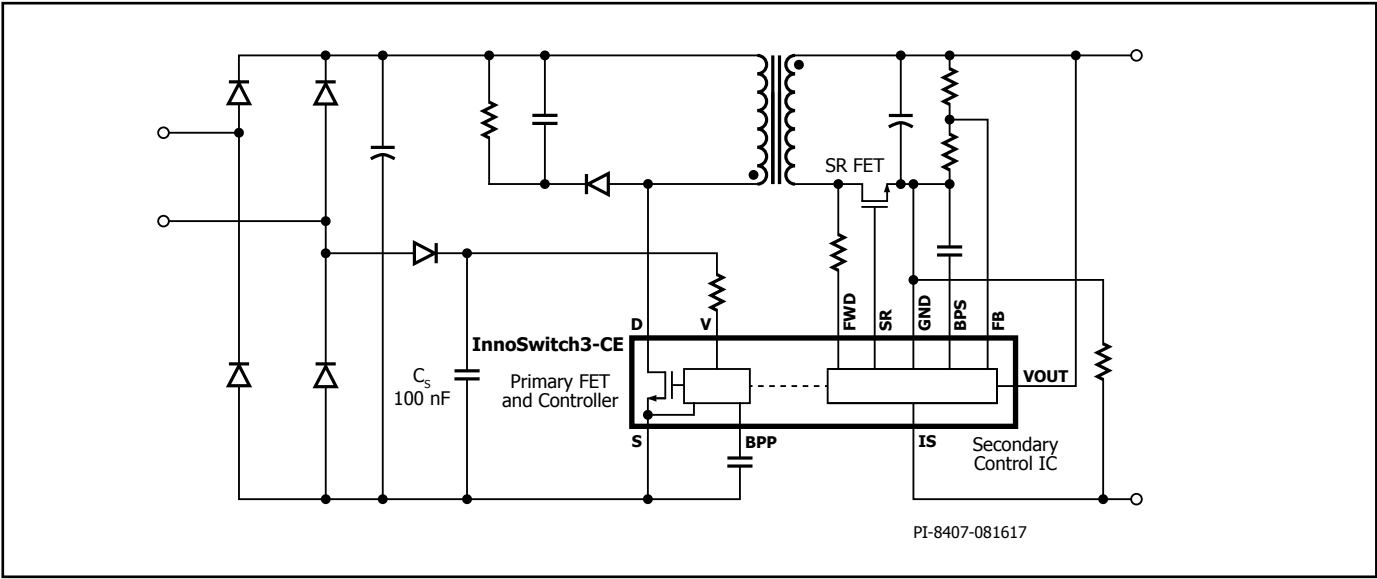 SR FET
FWD
SR
GND
BPS
FB
D
V
InnoSwitch3-CE
Primary FET
and Controller
C_s
100 nF
VOUT
S
BPP
IS
Secondary
Control IC
PI-8407-081617